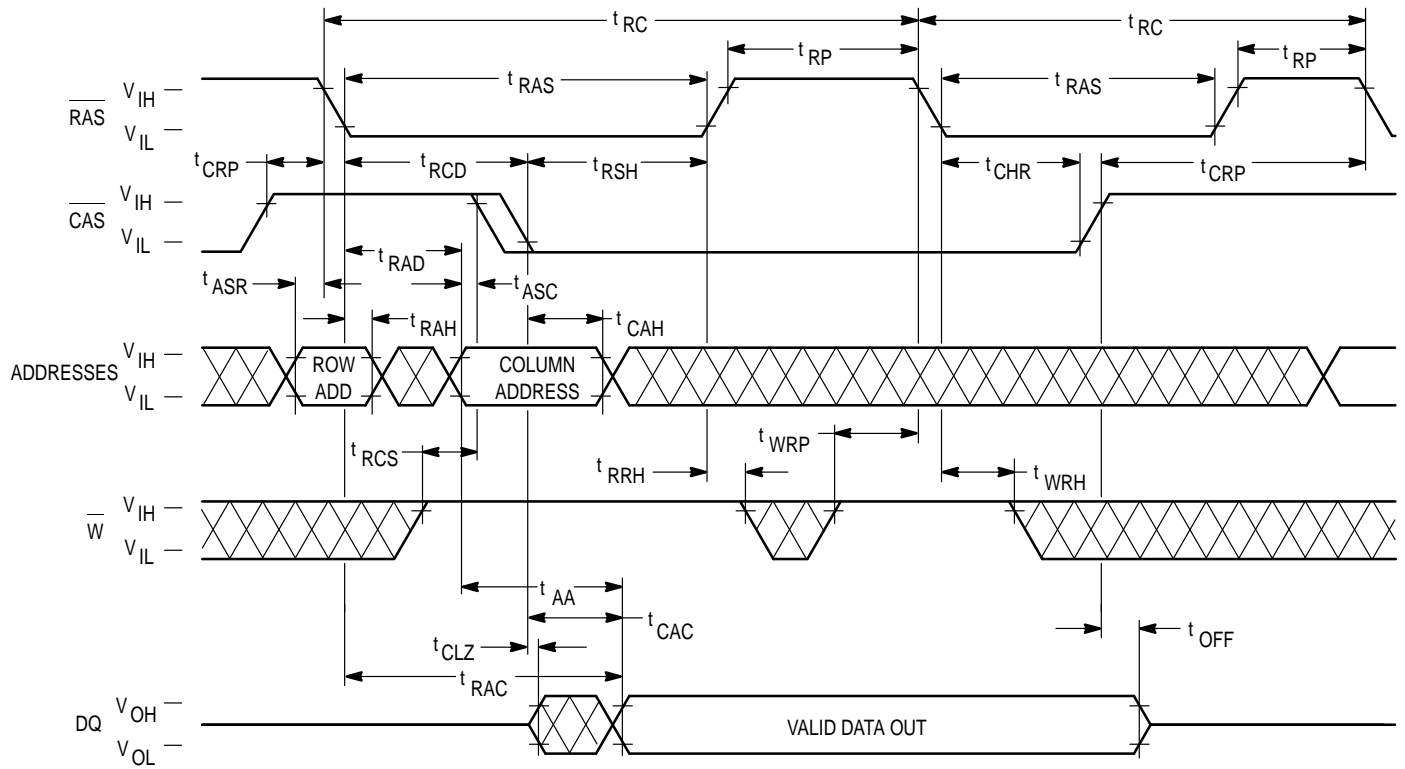 t RC
t RC
t RP
t RP
t RAS
t RAS
RAS
V IH
V IL
t CRP
t RCD
t RSH
t CHR
t CRP
CAS
V IH
V IL
t RAD
t ASR
t ASC
t RAH
t CAH
ADDRESSES
V IH
V IL
ROW
ADD
COLUMN
ADDRESS
t RCS
t WRP
t RRH
t WRH
W
V IH
V IL
t AA
t CAC
t CLZ
t OFF
t RAC
DQ
V OH
V OL
VALID DATA OUT